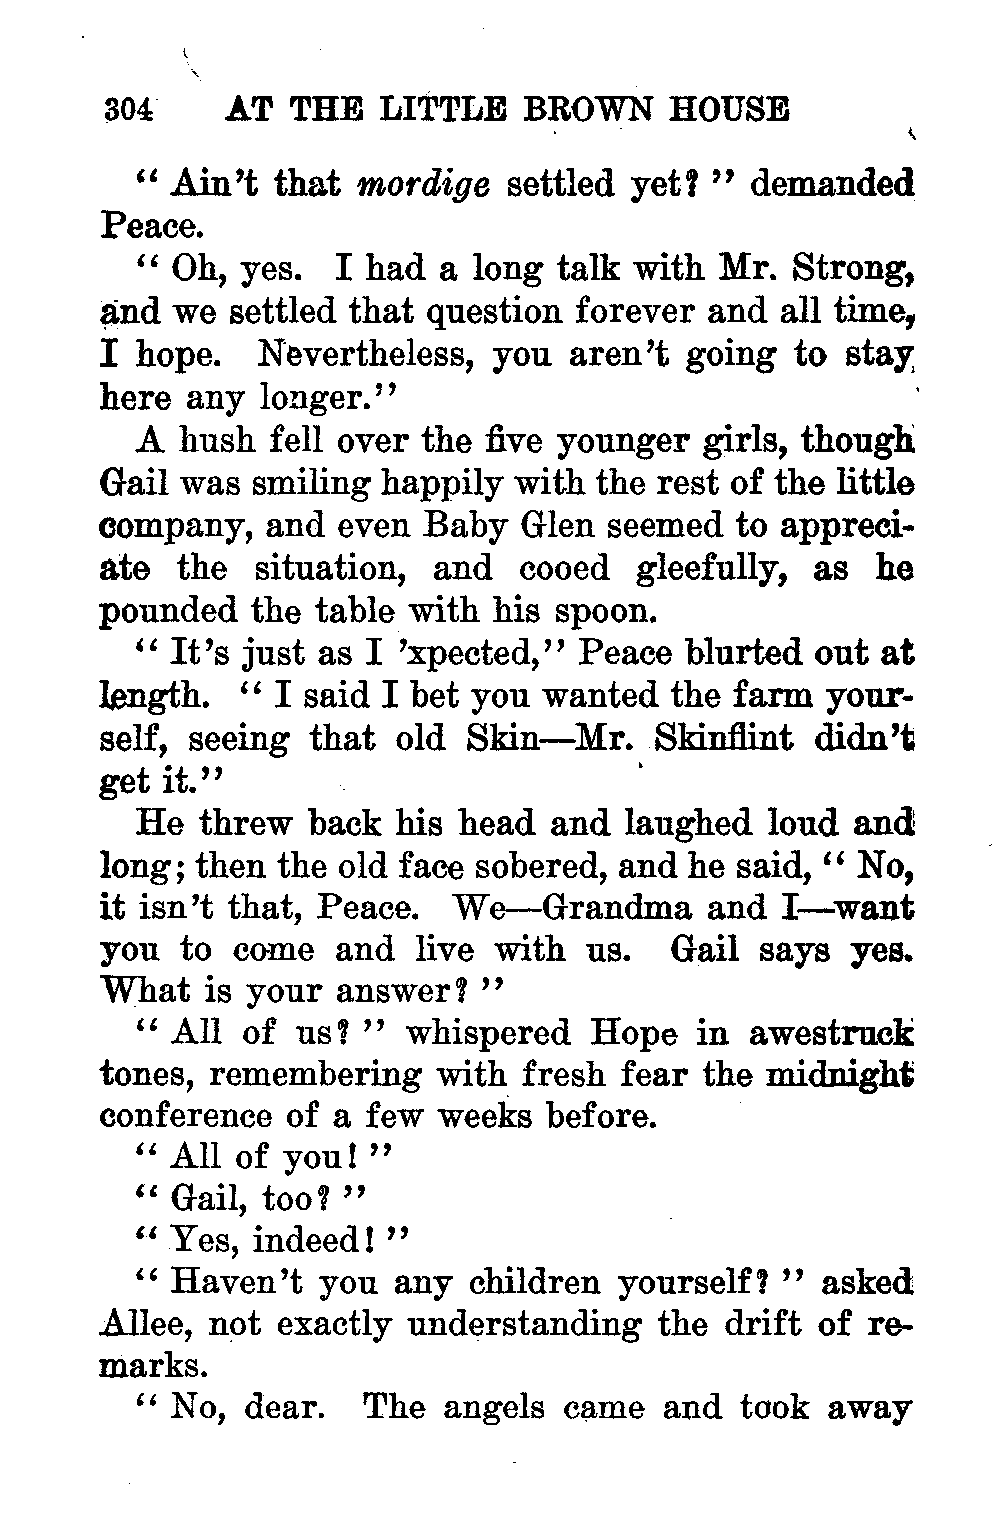 304 AT THE LITTLE BROWN HOUSE
“ Ain’t that mordige settled yet? ” demanded
Peace.
“ Oh, yes. I had a long talk with Mr. Strong,
and we settled that question forever and all time,
I hope. Nevertheless, you aren’t going to stay
here any longer.”
A hush fell over the five younger girls, though
Gail was smiling happily with the rest of the little
company, and even Baby Glen seemed to appreci-
ate the situation, and cooed gleefully, as he
pounded the table with his spoon.
“ It’s just as I ’xpected,” Peace blurted out at
length. “ I said I bet you wanted the farm your-
self, seeing that old Skin—Mr. Skinflint didn’t
get it.”
He threw back his head and laughed loud and
long; then the old face sobered, and he said, “ No,
it isn’t that, Peace. We—Grandma and I—want
you to come and live with us. Gail says yes.
What is your answer? ”
“ All of us? ” whispered Hope in awestruck
tones, remembering with fresh fear the midnight
conference of a few weeks before.
“ All of you! ”
“ Gail, too? ”
“ Yes, indeed! ”
“ Haven’t you any children yourself? ” asked
Allee, not exactly understanding the drift of re-
marks.
“ No, dear. The angels came and took away